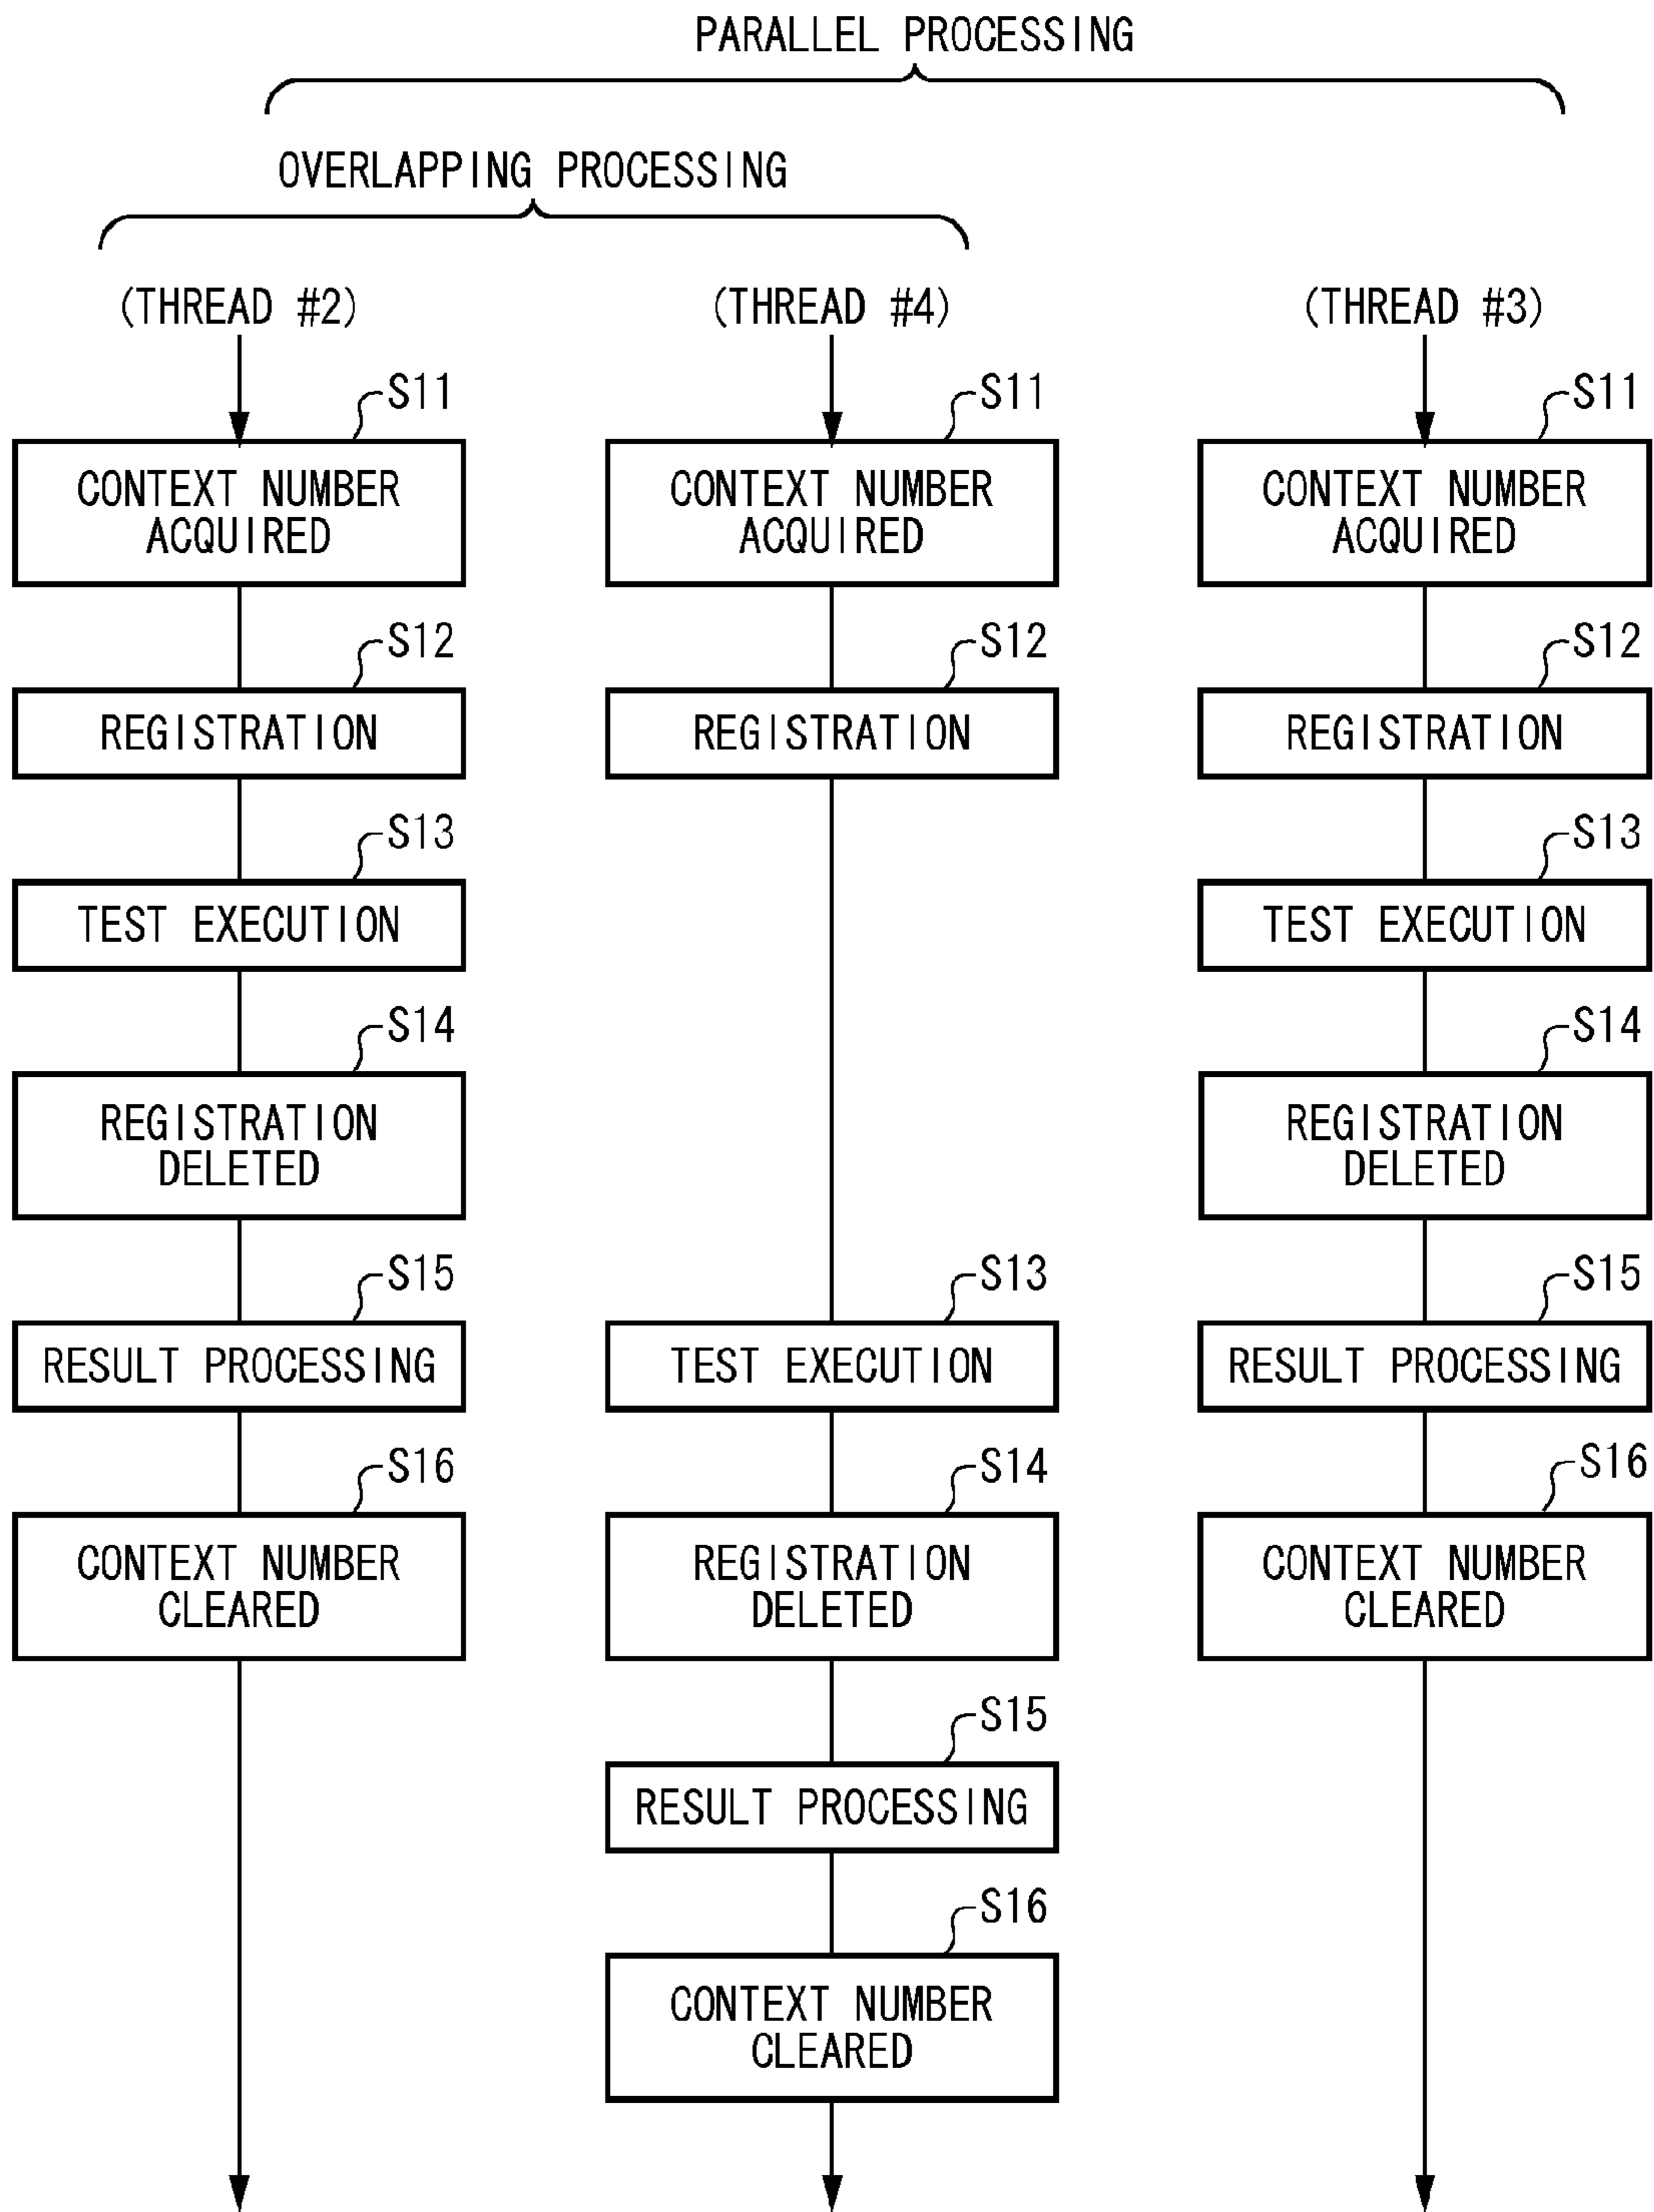 PARALLEL PROCESSING
OVERLAPPING PROCESSING
(THREAD #2)
(THREAD #4)
(THREAD #3)
S11
S11
S11
CONTEXT NUMBER
ACQUIRED
CONTEXT NUMBER
ACQUIRED
CONTEXT NUMBER
ACQUIRED
S12
S12
S12
REGISTRATION
REGISTRATION
REGISTRATION
S13
S13
TEST EXECUTION
TEST EXECUTION
S14
S14
REGISTRATION
DELETED
REGISTRATION
DELETED
S15
S13
S15
RESULT PROCESSING
TEST EXECUTION
RESULT PROCESSING
S16
S14
S16
CONTEXT NUMBER
CLEARED
REGISTRATION
DELETED
CONTEXT NUMBER
CLEARED
S15
RESULT PROCESSING
S16
CONTEXT NUMBER
CLEARED